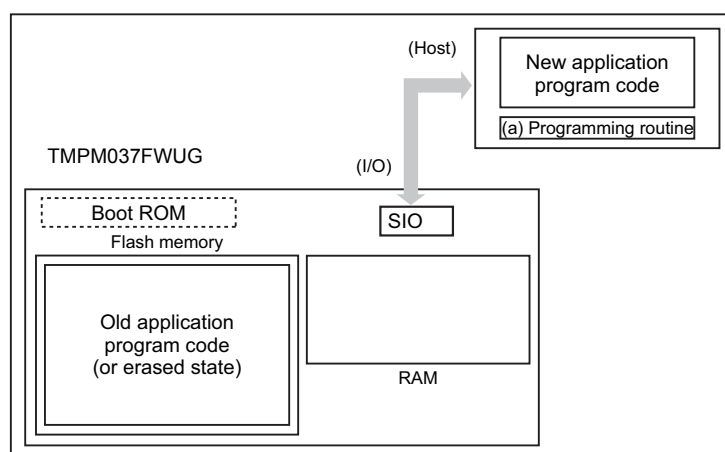 (Host)
New application
program code
(a) Programming routine
TMPM037FWUG
(I/O)
Boot ROM
SIO
Flash memory
Old application
program code
(or erased state)
RAM